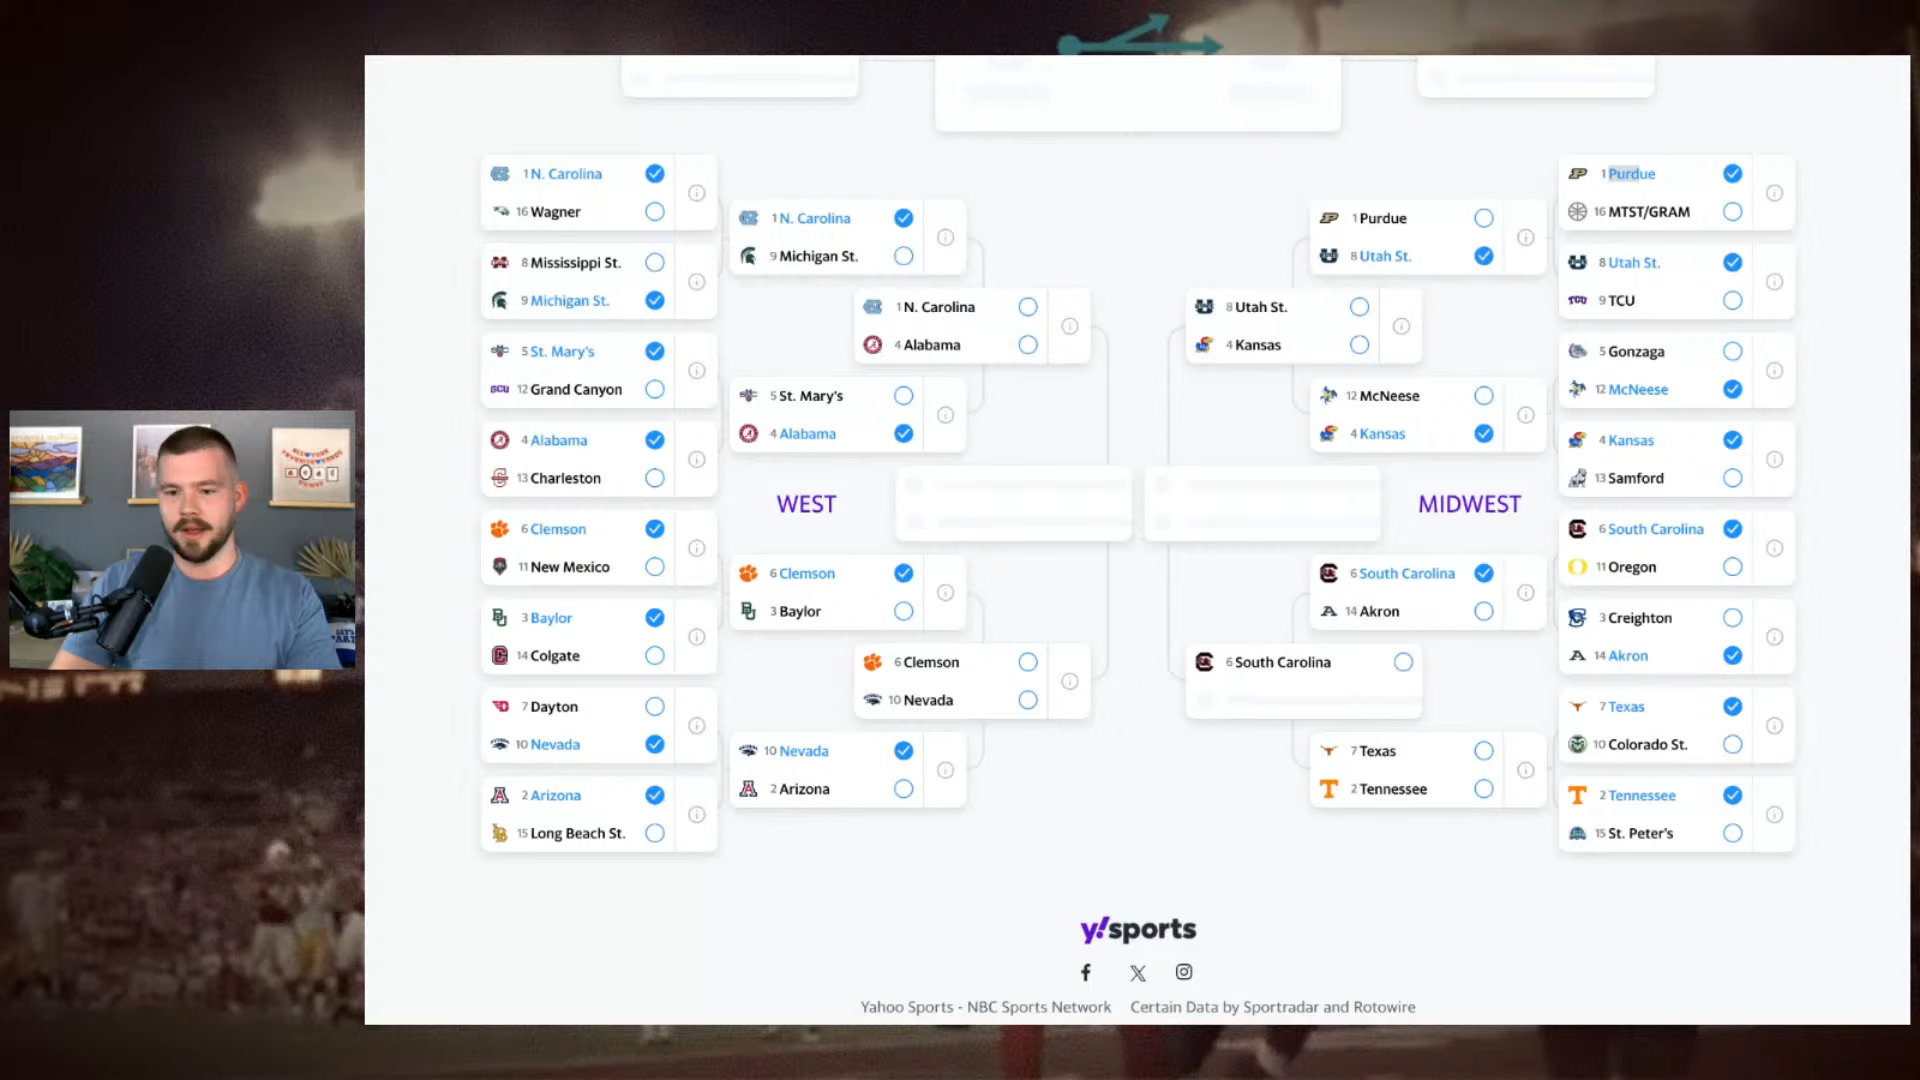 1 N. Carolina
16 Wagner
8 Mississippi St.
9 Michigan St.
5 St. Mary's
12 Grand Canyon
4 Alabama
13 Charleston
6 Clemson
11 New Mexico
3 Baylor
14 Colgate
7 Dayton
10 Nevada
2 Arizona
15 Long Beach St.
1 N. Carolina
9 Michigan St.
5 St. Mary's
4 Alabama
WEST
6 Clemson
3 Baylor
10 Nevada
2 Arizona
1 N. Carolina
4 Alabama
6 Clemson
10 Nevada
8 Utah St.
4 Kansas
6 South Carolina
1 Purdue
8 Utah St.
12 McNeese
4 Kansas
MIDWEST
6 South Carolina
14 Akron
7 Texas
2 Tennessee
1 Purdue
16 MTST/GRAM
8 Utah St.
9 TCU
5 Gonzaga
12 McNeese
4 Kansas
13 Samford
6 South Carolina
11 Oregon
3 Creighton
14 Akron
7 Texas
10 Colorado St.
2 Tennessee
15 St. Peter's
y!sports
Yahoo Sports - NBC Sports Network Certain Data by Sportradar and Rotowire